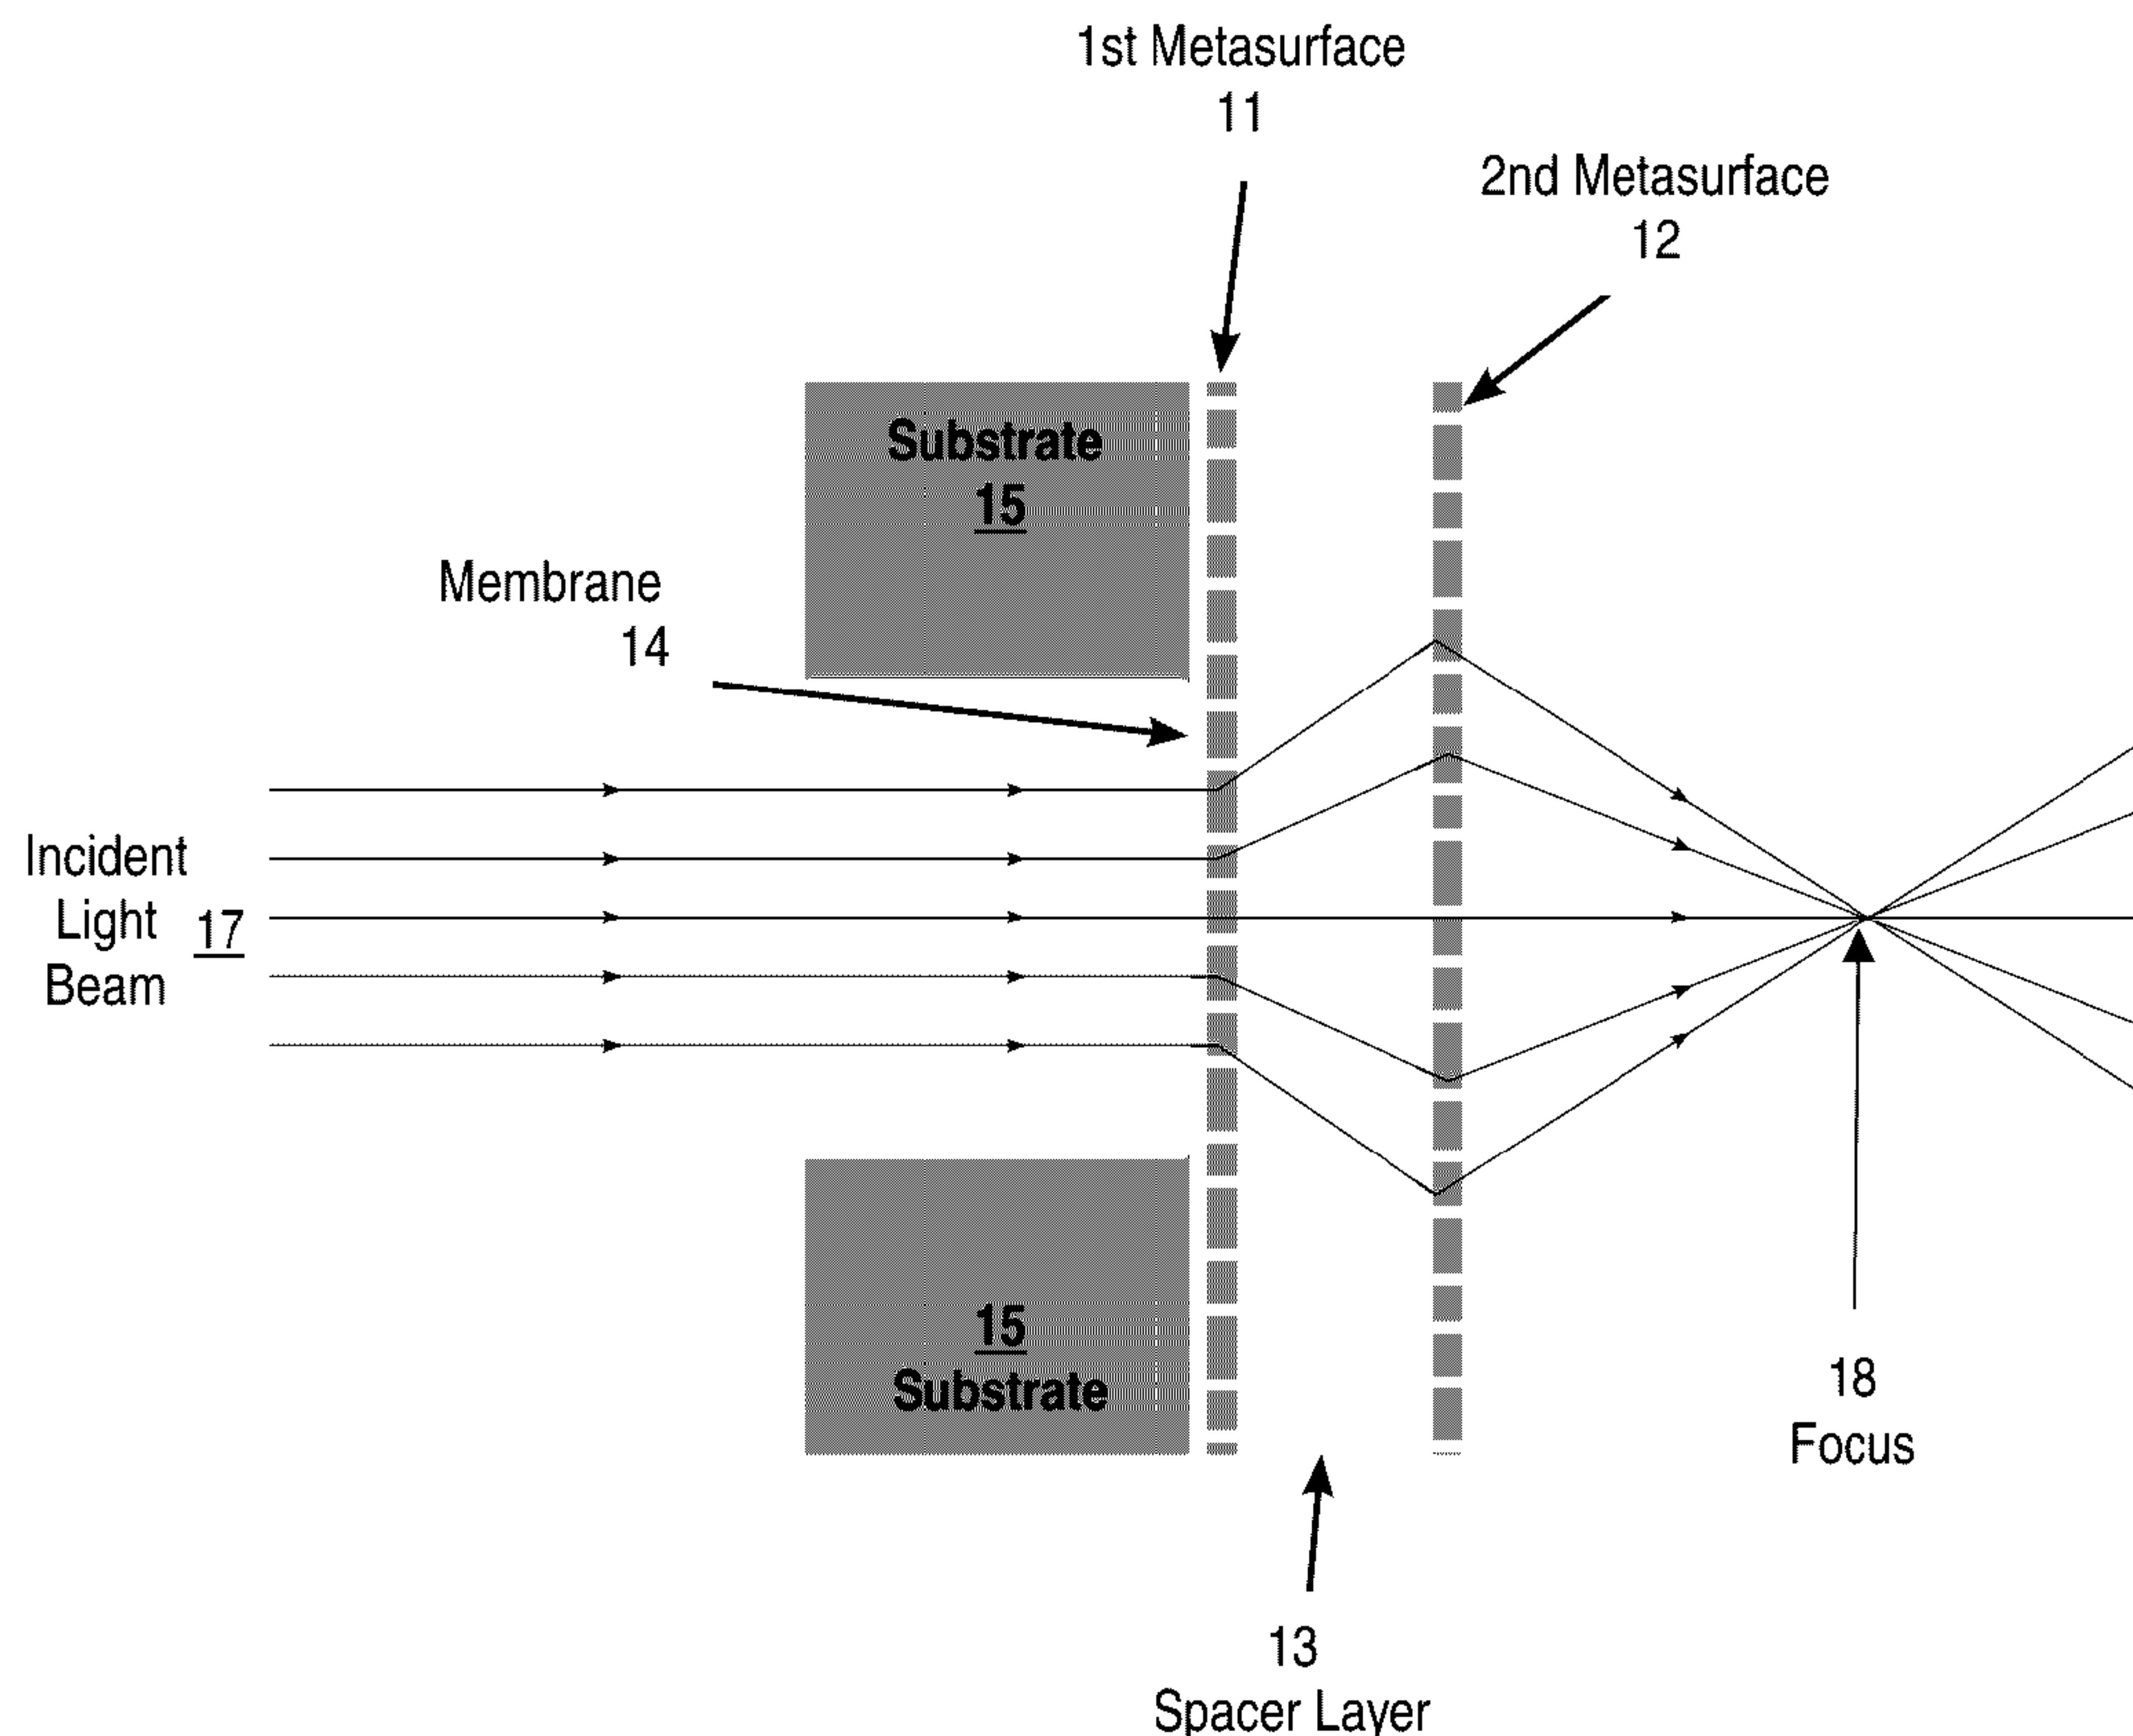 1st Metasurface
11
2nd Metasurface
12
Substrate
15
Membrane
14
Incident
Light
Beam
17
15
Substrate
18
Focus
13
Spacer Layer